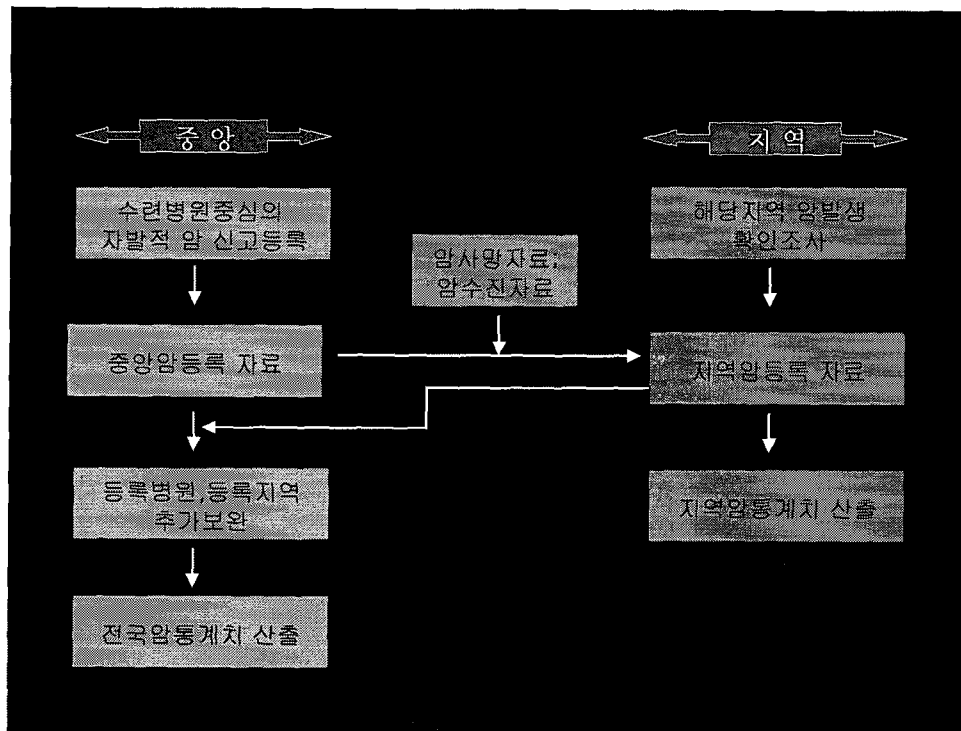 중 앙
수련병원중심의
자발적 암 신고등록
중앙암등록 자료
등록병원,등록지역
추가보완
전국암통계치 산출
암사망자료;
암수진자료
지 역
해당지역 암발생
확인조사
지역암등록 자료
지역암통계치 산출